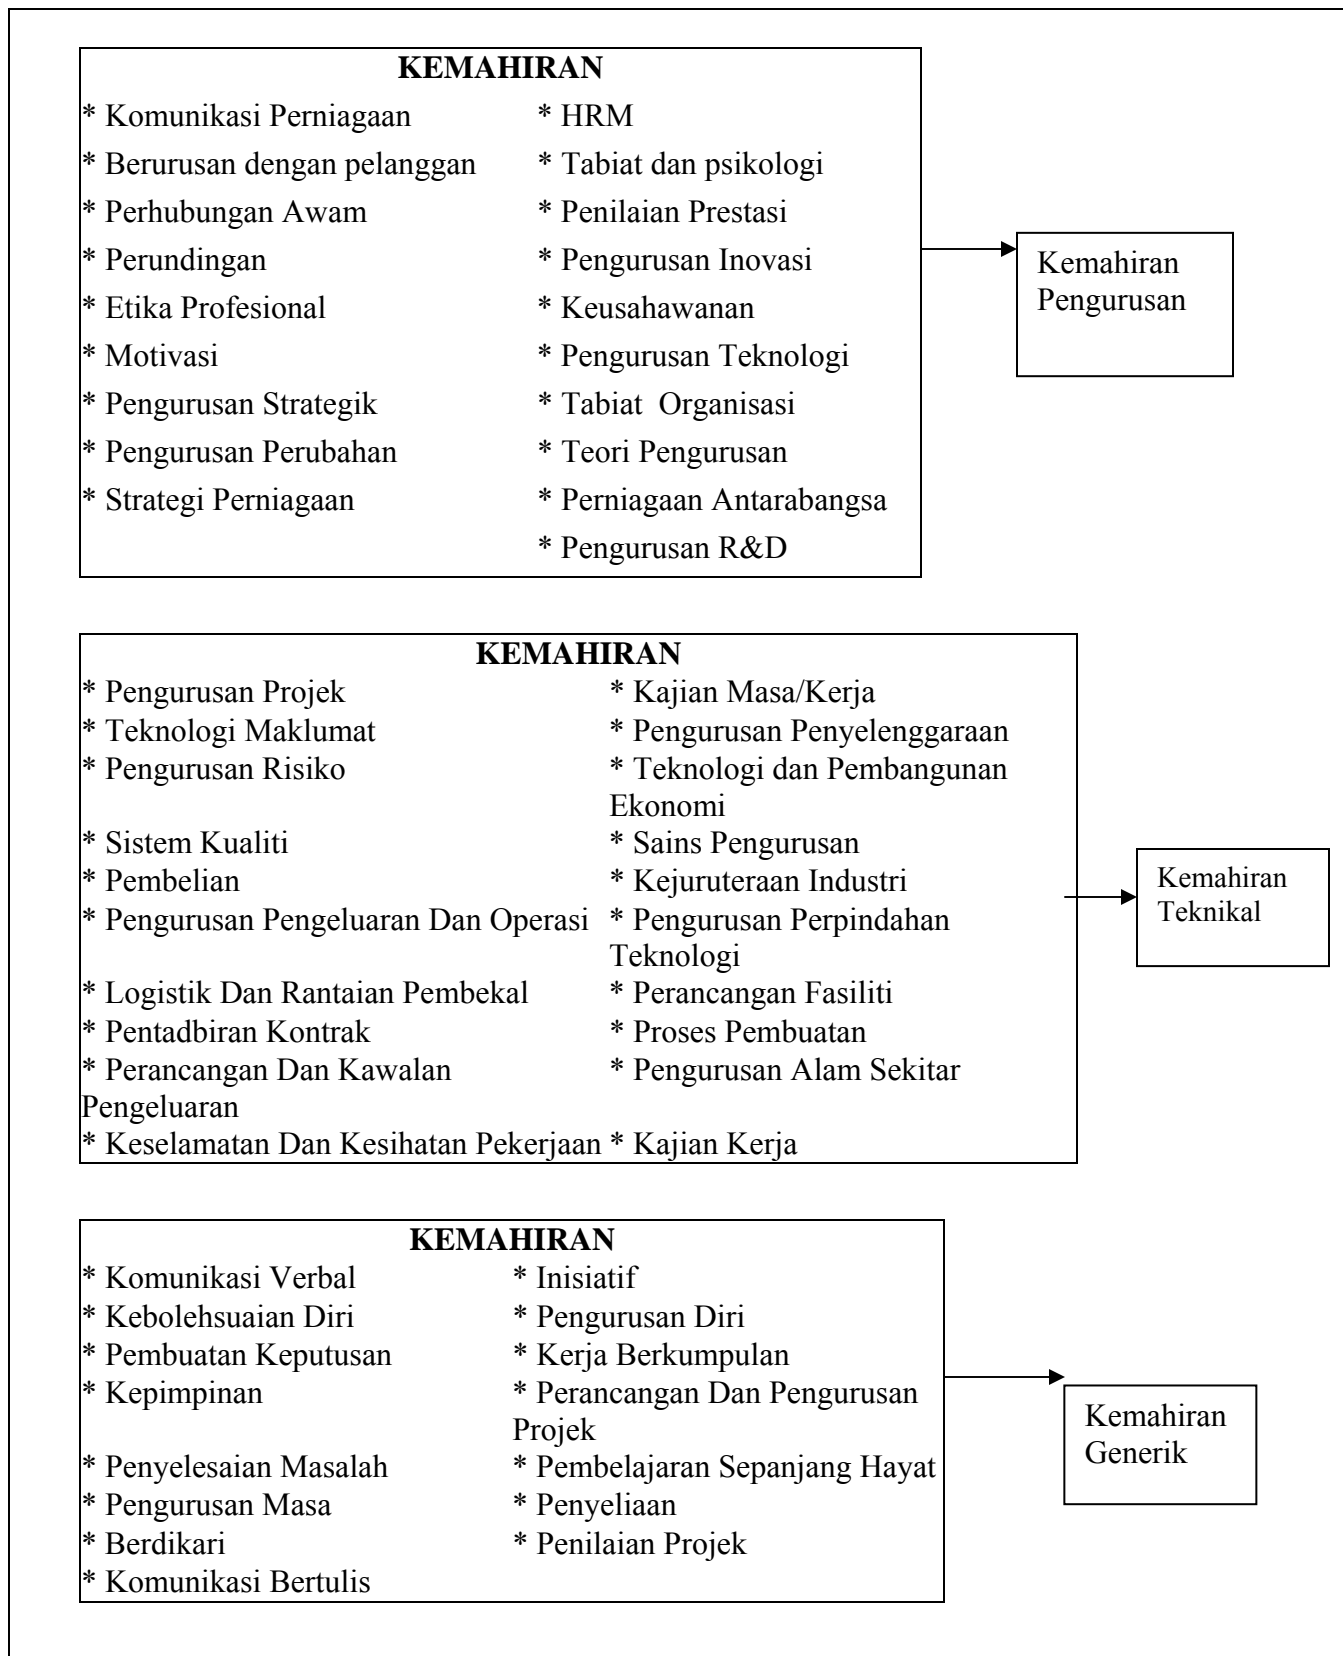 KEMAHIRAN
* Komunikasi Perniagaan * HRM
* Berurusan dengan pelanggan * Tabiat dan psikologi
* Perhubungan Awam * Penilaian Prestasi
* Perundingan * Pengurusan Inovasi
* Etika Profesional * Keusahawanan
* Motivasi * Pengurusan Teknologi
* Pengurusan Strategik * Tabiat Organisasi
* Pengurusan Perubahan * Teori Pengurusan
* Strategi Perniagaan * Perniagaan Antarabangsa
* Pengurusan R&D
Kemahiran
Pengurusan
KEMAHIRAN
* Pengurusan Projek * Kajian Masa/Kerja
* Teknologi Maklumat * Pengurusan Penyelenggaraan
* Pengurusan Risiko * Teknologi dan Pembangunan
Ekonomi
* Sistem Kualiti * Sains Pengurusan
* Pembelian * Kejuruteraan Industri
* Pengurusan Pengeluaran Dan Operasi * Pengurusan Perpindahan
Teknologi
* Logistik Dan Rantaian Pembekal * Perancangan Fasiliti
* Pentadbiran Kontrak * Proses Pembuatan
* Perancangan Dan Kawalan * Pengurusan Alam Sekitar
Pengeluaran
* Keselamatan Dan Kesihatan Pekerjaan * Kajian Kerja
Kemahiran
Teknikal
KEMAHIRAN
* Komunikasi Verbal * Inisiatif
* Kebolehsuaian Diri * Pengurusan Diri
* Pembuatan Keputusan * Kerja Berkumpulan
* Kepimpinan * Perancangan Dan Pengurusan
Projek
* Penyelesaian Masalah * Pembelajaran Sepanjang Hayat
* Pengurusan Masa * Penyeliaan
* Berdikari * Penilaian Projek
* Komunikasi Bertulis
Kemahiran
Generik